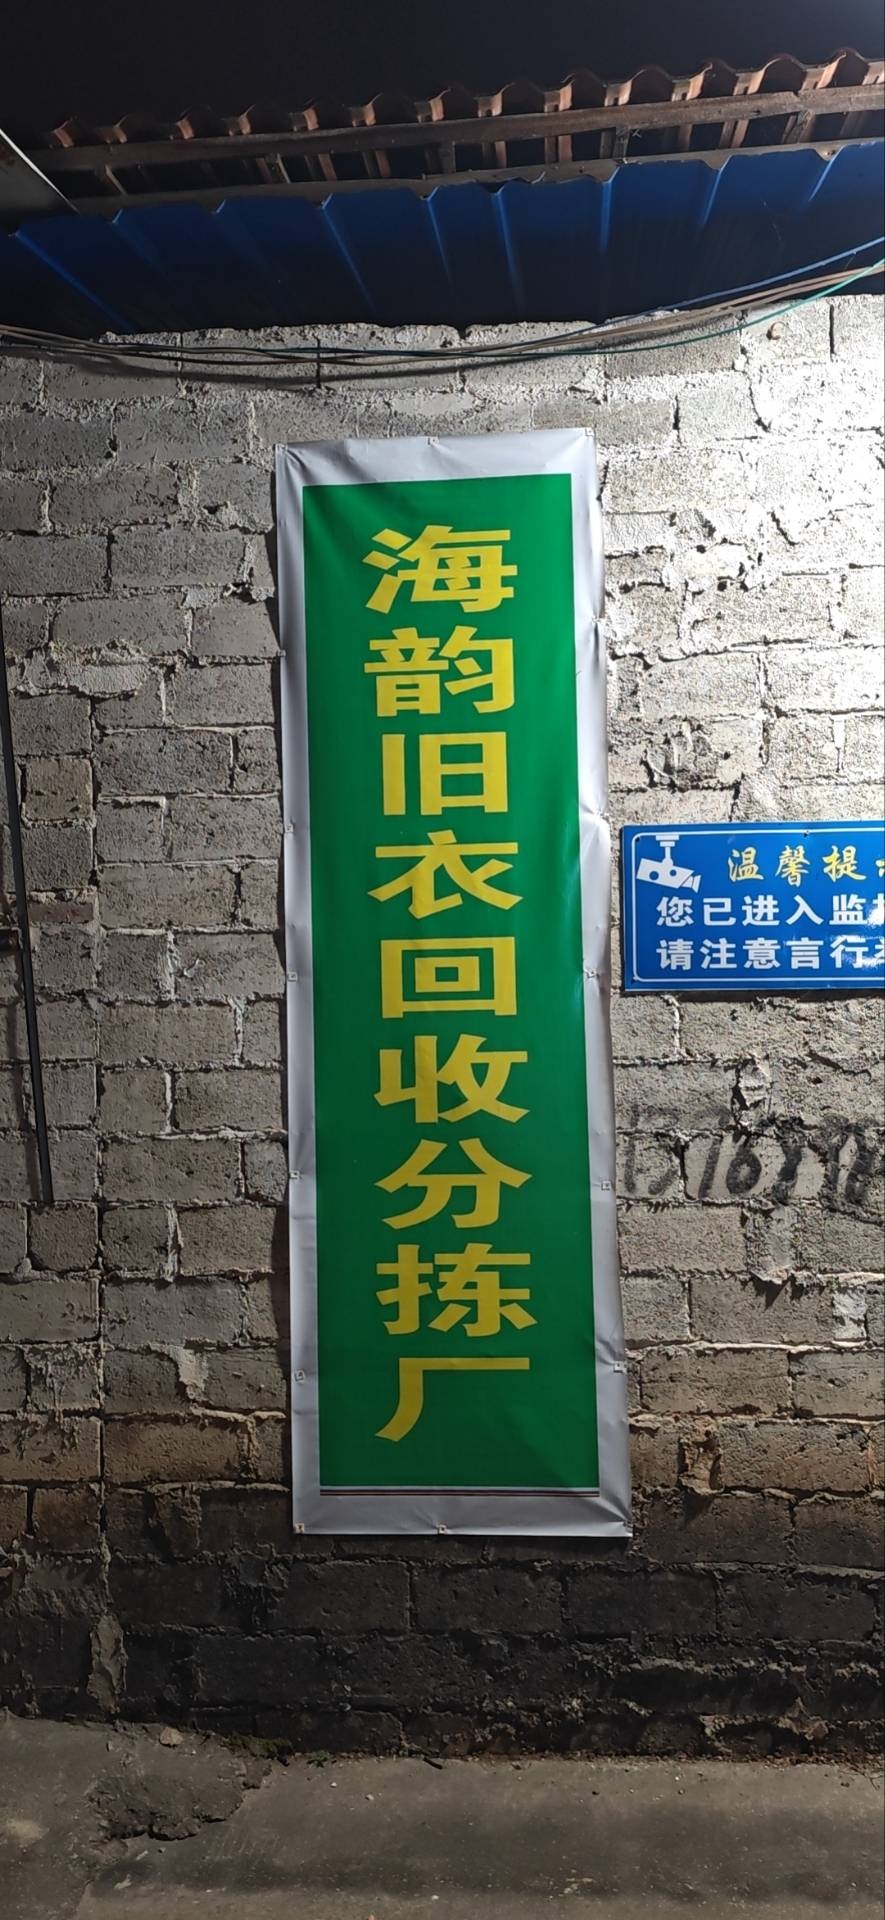 海韵旧衣回收分拣厂
温馨提
您已进入监
请注意言行